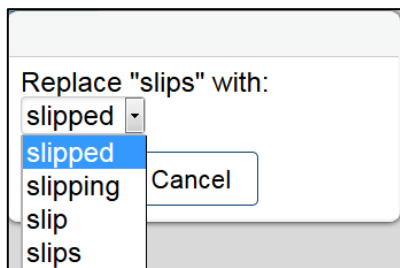 Replace "slips" with:
slipped
slipped
slipping
Cancel
slip
slips